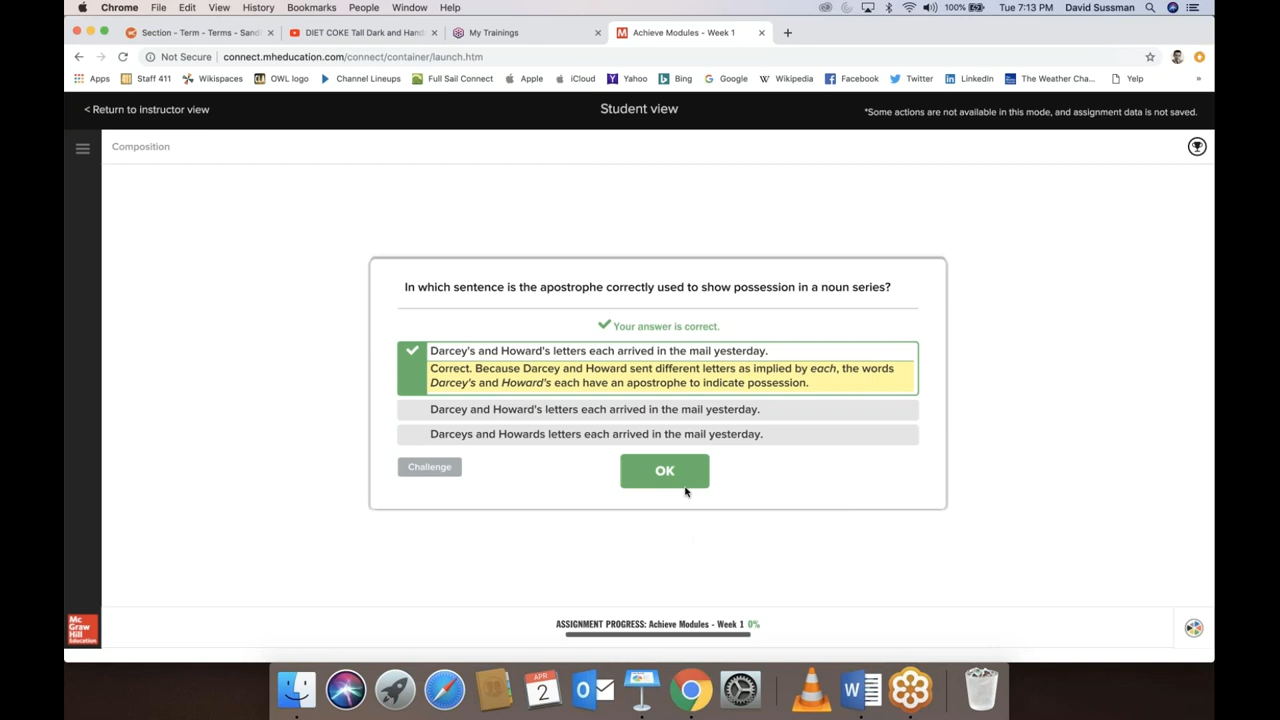 Chrome File Edit View History Bookmarks People Window Help 100% Tue 7:13 PM David Sussman
Section - Term - Terms - San
DIET COKE Tall Dark and Hand
My Trainings
Achieve Modules - Week 1
Not Secure connect.mheducation.com/connect/container/launch.htm
Apps Staff 411 Wikispaces OWL logo Channel Lineups Full Sail Connect Apple iCloud Yahoo Bing Google Wikipedia Facebook Twitter LinkedIn The Weather Cha... Yelp »
< Return to instructor view
Student view
*Some actions are not available in this mode, and assignment data is not saved.
Composition
In which sentence is the apostrophe correctly used to show possession in a noun series?
Your answer is correct.
Darcey's and Howard's letters each arrived in the mail yesterday.
Correct. Because Darcey and Howard sent different letters as implied by each, the words
Darcey's and Howard's each have an apostrophe to indicate possession.
Darcey and Howard's letters each arrived in the mail yesterday.
Darceys and Howards letters each arrived in the mail yesterday.
Challenge
OK
Mc
Graw
Hill
Education
ASSIGNMENT PROGRESS: Achieve Modules - Week 1 0%
APR
2